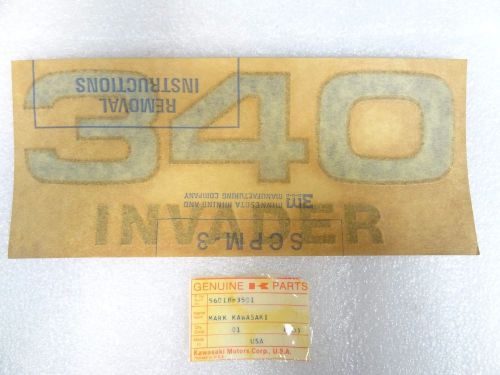 REMOVAL
INSTRUCTIONS
340
3M
MINNESOTA MINING AND
MANUFACTURING COMPANY
INVADER
SCPM-3
GENUINE K PARTS
56018-3501
MARK KAWASAKI
01
USA
Kawasaki Motors Corp., U.S.A.